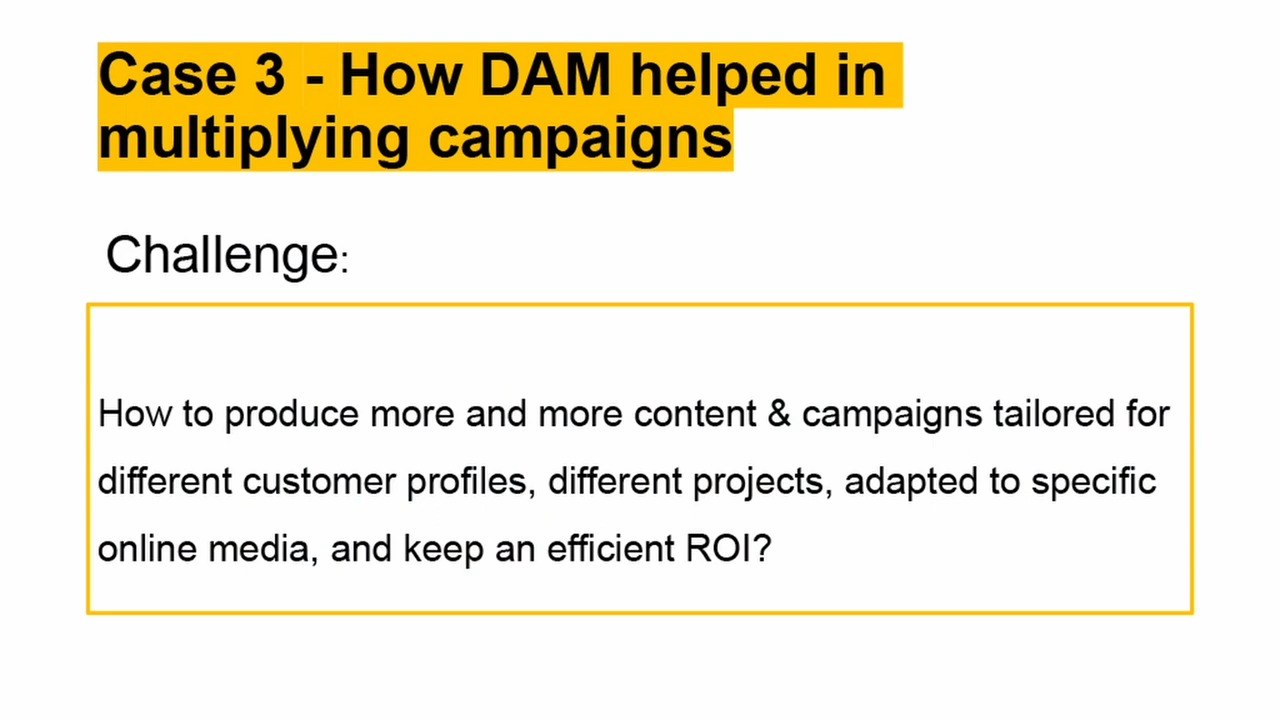 Case 3 - How DAM helped in
multiplying campaigns
Challenge:
How to produce more and more content & campaigns tailored for
different customer profiles, different projects, adapted to specific
online media, and keep an efficient ROI?